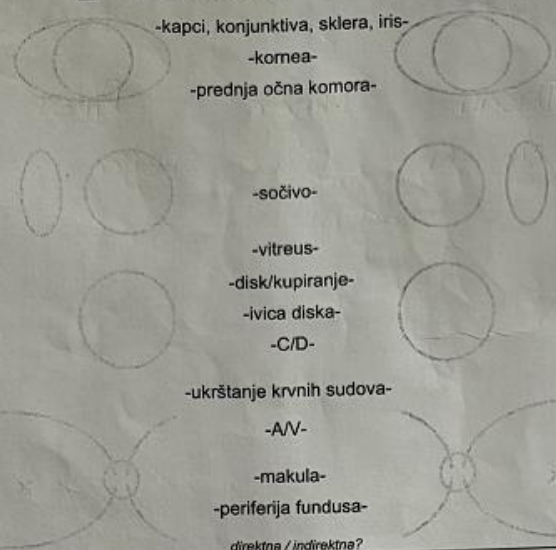 -kapci, konjunktiva, sklera, iris-
-kornea-
-prednja očna komora-
-sočivo-
-vitreus-
-disk/kupiranje-
-ivica diska-
-C/D-
-ukrštanje krvnih sudova-
-A/V-
-makula-
-periferija fundusa-
direktna / indirektna?